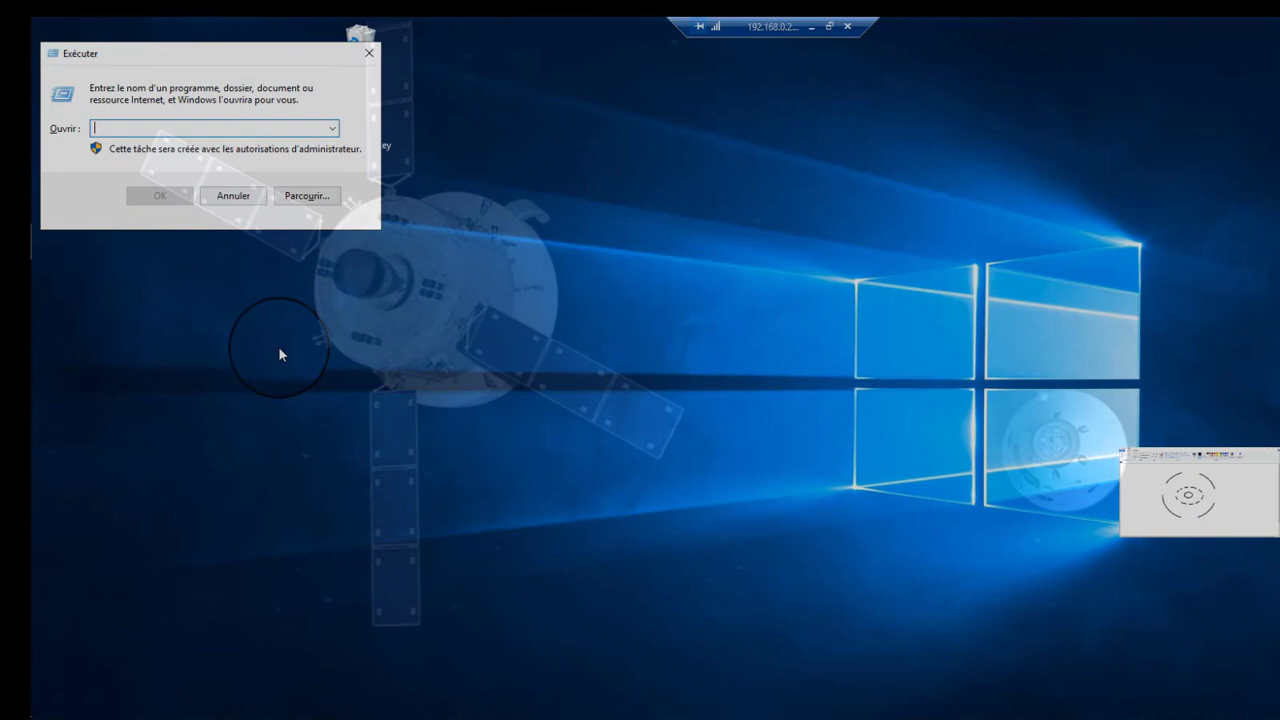 192.168.0.2...
Exécuter
Entrez le nom d'un programme, dossier, document ou
ressource Internet, et Windows l'ouvrira pour vous.
Ouvrir :
Cette tâche sera créée avec les autorisations d'administrateur.
ey
OK
Annuler
Parcourir...